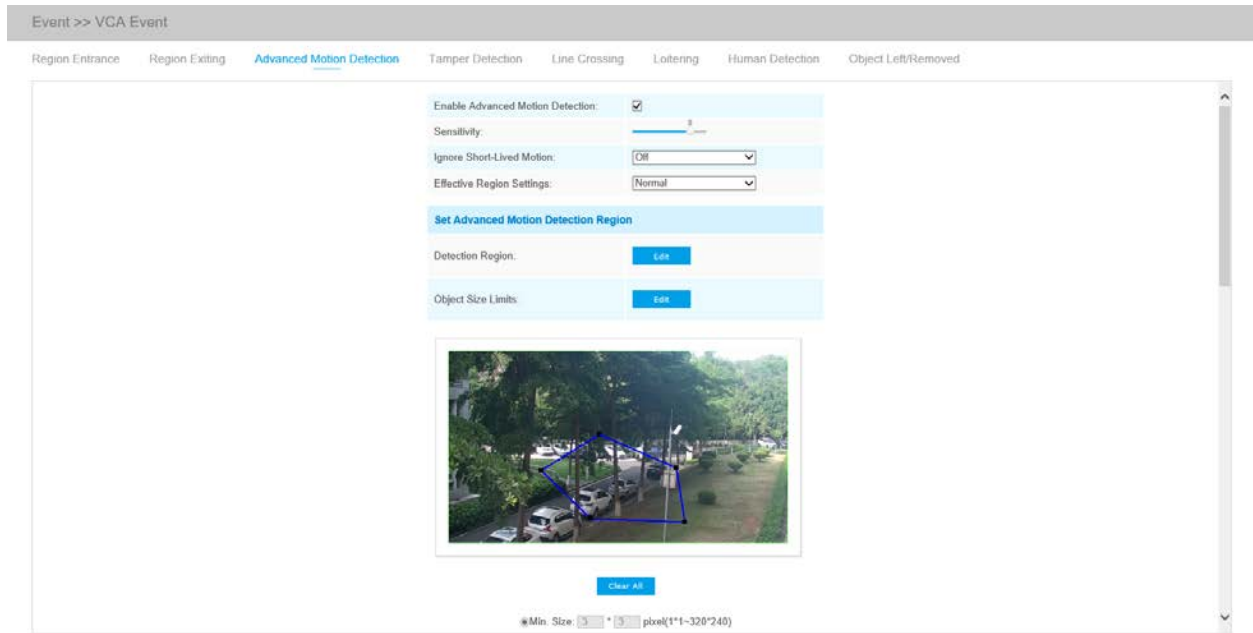 Event >> VCA Event
Region Entrance Region Exiting Advanced Motion Detection Tamper Detection Line Crossing Loitering Human Detection Object Left/Removed
Enable Advanced Motion Detection:
Sensitivity:
Ignore Short-Lived Motion: Off
Effective Region Settings: Normal
Set Advanced Motion Detection Region
Detection Region: Edit
Object Size Limits Edit
Clear All
Min. Size: 3 * 3 pixel(1*1~320*240)